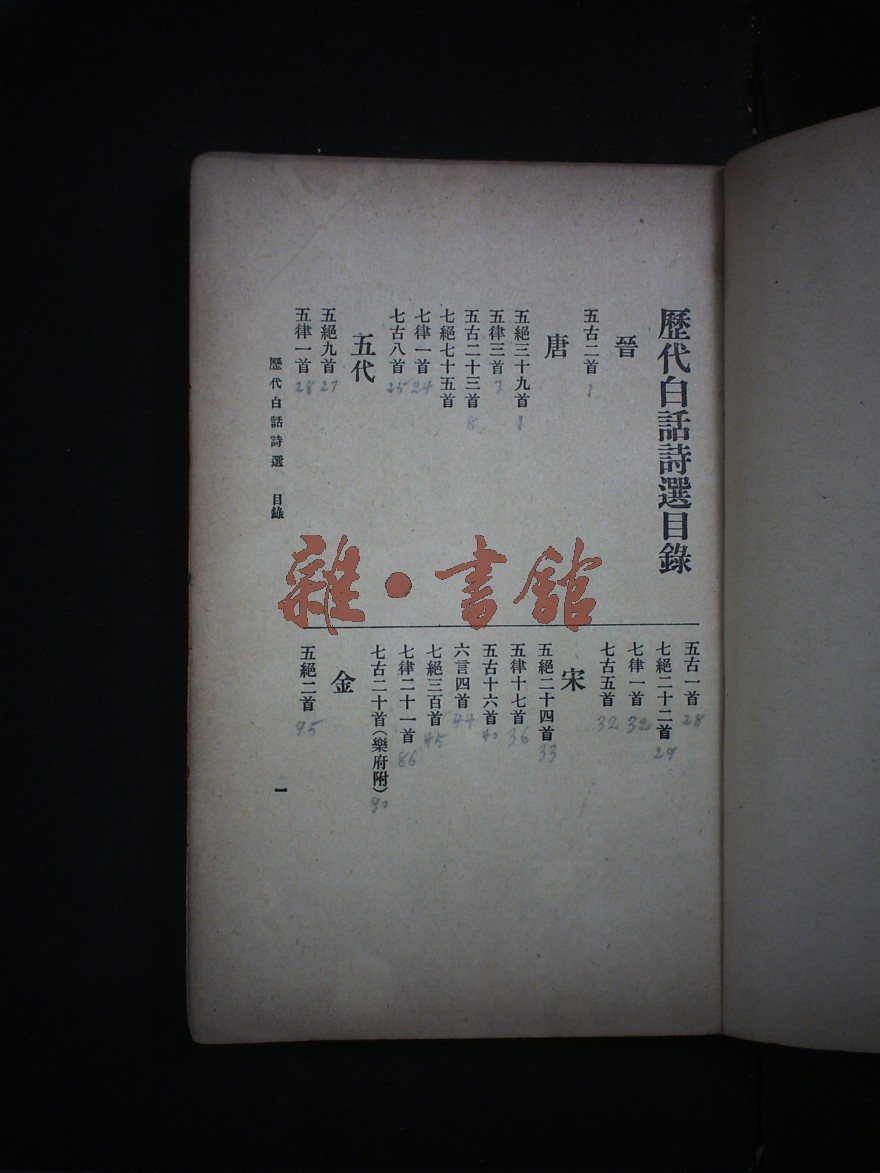 歷代白話詩選目錄
晉
五古二首 1
唐
五絕三十九首 1
五律三首 7
五古二十三首 8
七絕七十五首
七律一首 24
七古八首 25
五代
五絕九首 27
五律一首 28
五古一首 28
七絕二十二首 29
七律一首 32
七古五首 32
宋
五絕二十四首 33
五律十七首 36
五古十六首 40
六言四首 44
七絕三百首 45
七律二十一首 86
七古二十首(樂府附) 90
金
五絕二首 95
歷代白話詩選 目錄
一
雜·書館